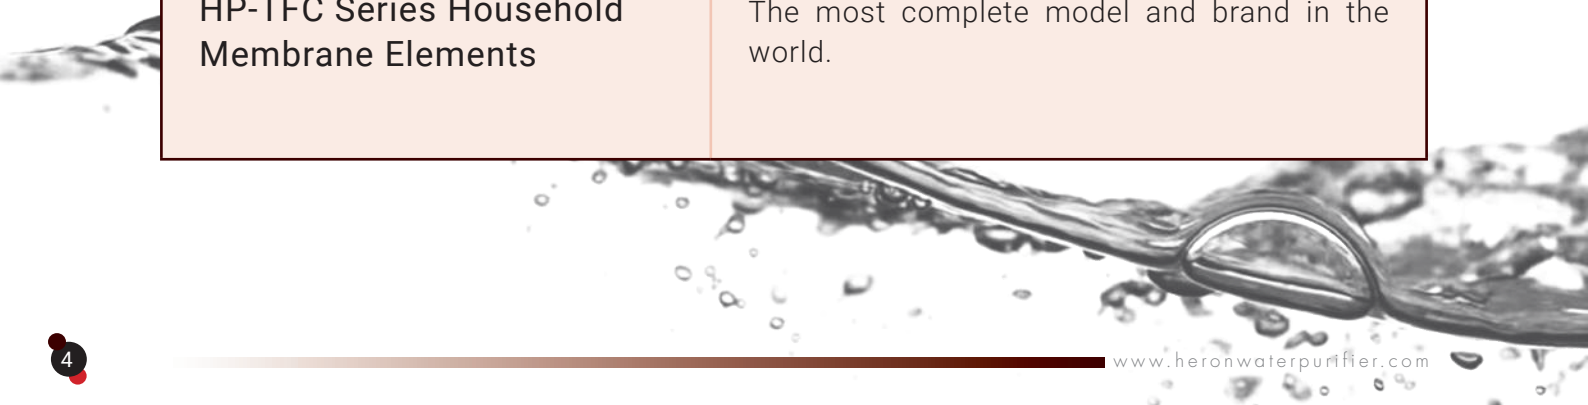 HP-TFC Series Household
Membrane Elements
The most complete model and brand in the
world.
4
www.heronwaterpurifier.com